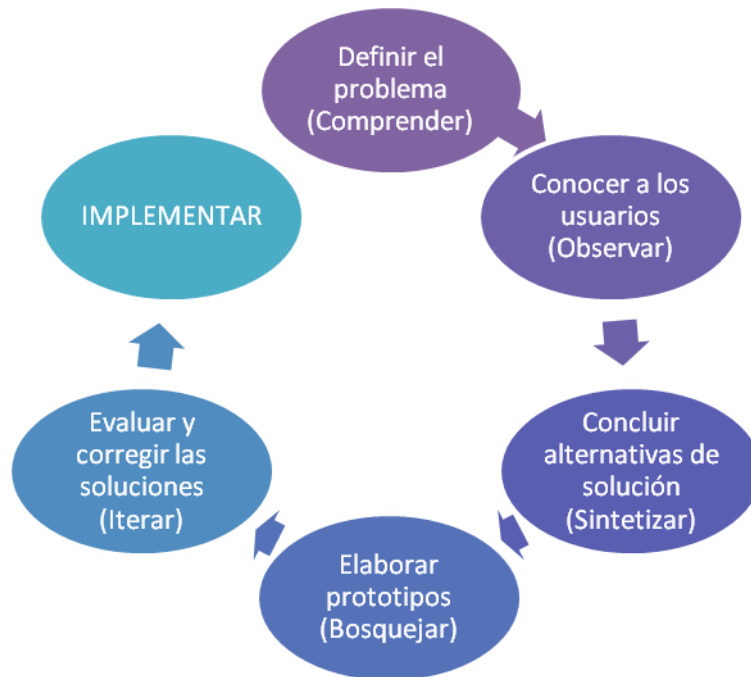 Definir el
problema
(Comprender)
Conocer a los
usuarios
(Observar)
Concluir
alternativas de
solución
(Sintetizar)
Elaborar
prototipos
(Bosquejar)
Evaluar y
corregir las
soluciones
(Iterar)
IMPLEMENTAR